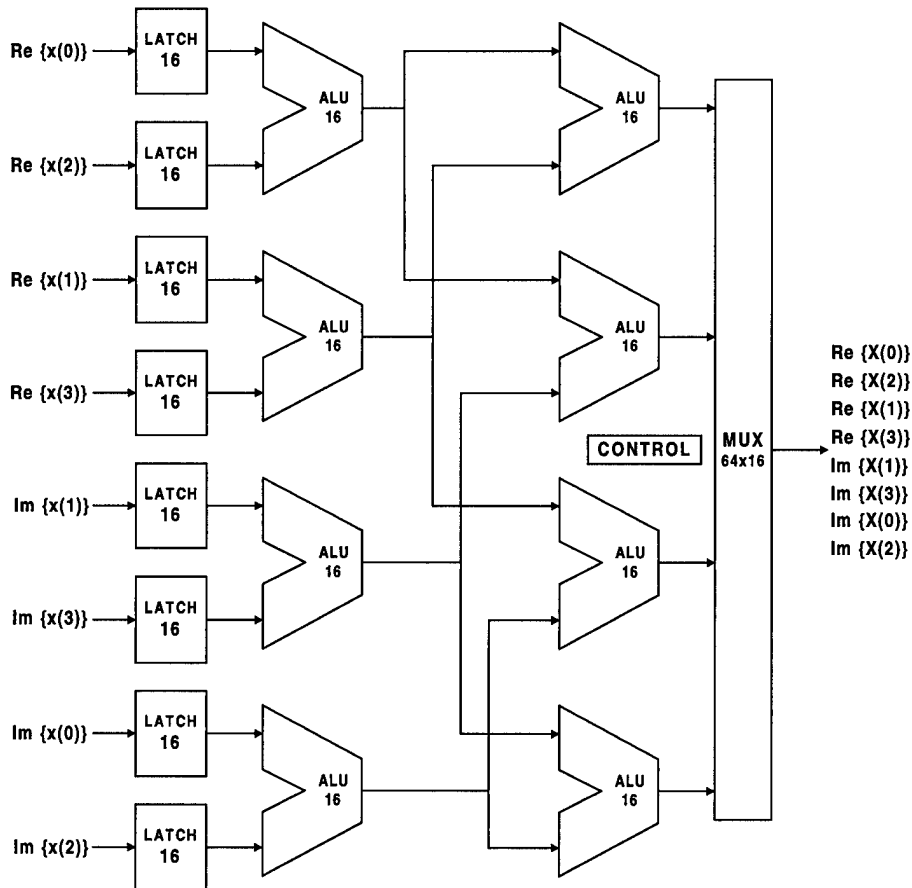 Re {x(0)}
LATCH
16
ALU
16
ALU
16
Re {x(2)}
LATCH
16
Re {x(1)}
LATCH
16
ALU
16
ALU
16
Re {x(3)}
LATCH
16
Im {x(1)}
LATCH
16
ALU
16
ALU
16
Im {x(3)}
LATCH
16
Im {x(0)}
LATCH
16
ALU
16
ALU
16
Im {x(2)}
LATCH
16
CONTROL
MUX
64x16
Re {X(0)}
Re {X(2)}
Re {X(1)}
Re {X(3)}
Im {X(1)}
Im {X(3)}
Im {X(0)}
Im {X(2)}